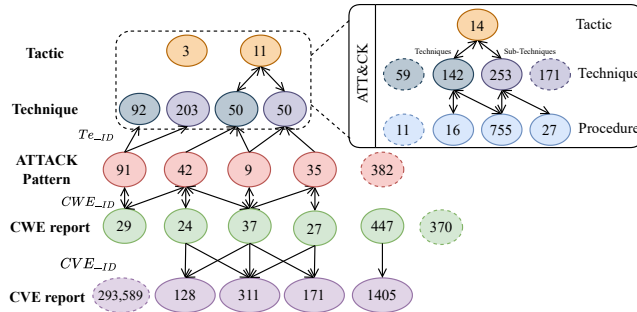 Tactic
3
11
Technique
92
203
50
50
Te_ID
ATTACK
Pattern
91
42
9
35
382
CWE_ID
CWE report
29
24
37
27
447
370
CVE_ID
CVE report
293,589
128
311
171
1405
ATT&CK
14
Tactic
Techniques
Sub-Techniques
59
142
253
171
Technique
11
16
755
27
Procedure